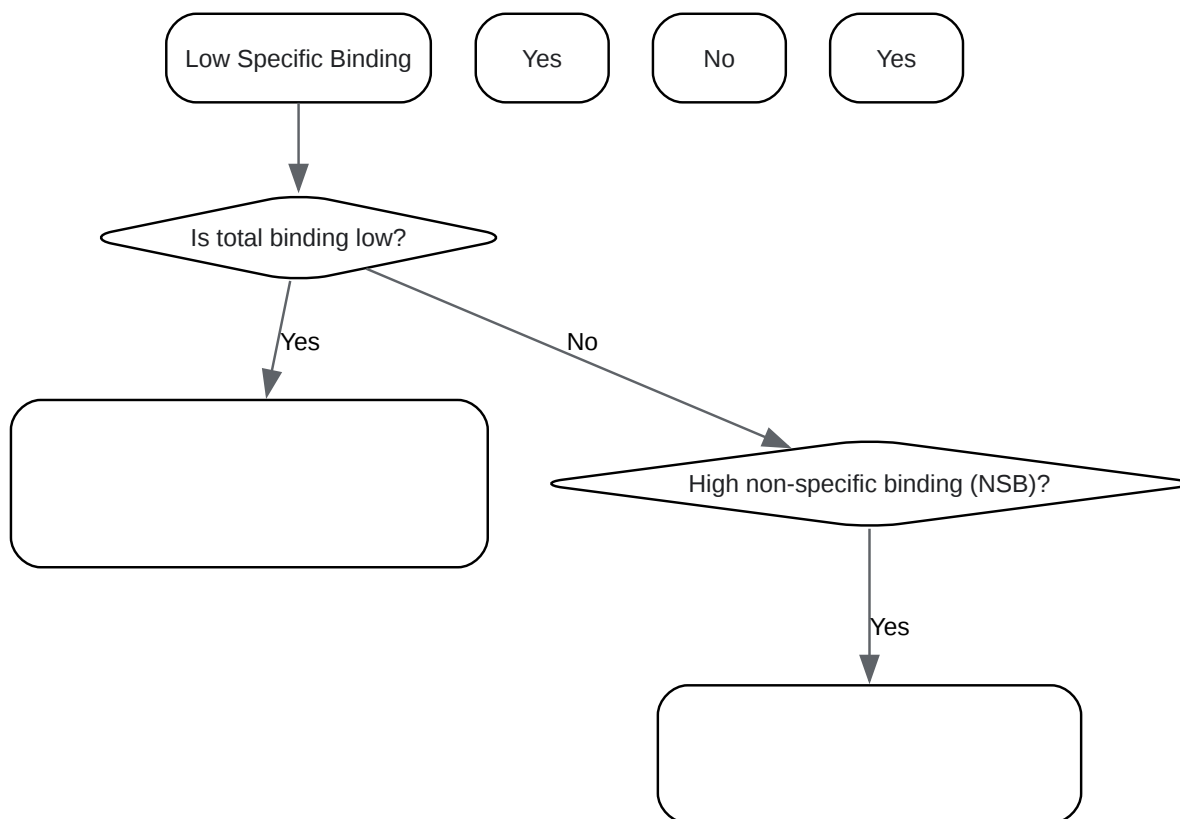 Low Specific Binding
Yes
No
Yes
Is total binding low?
Yes
No
High non-specific binding (NSB)?
Yes